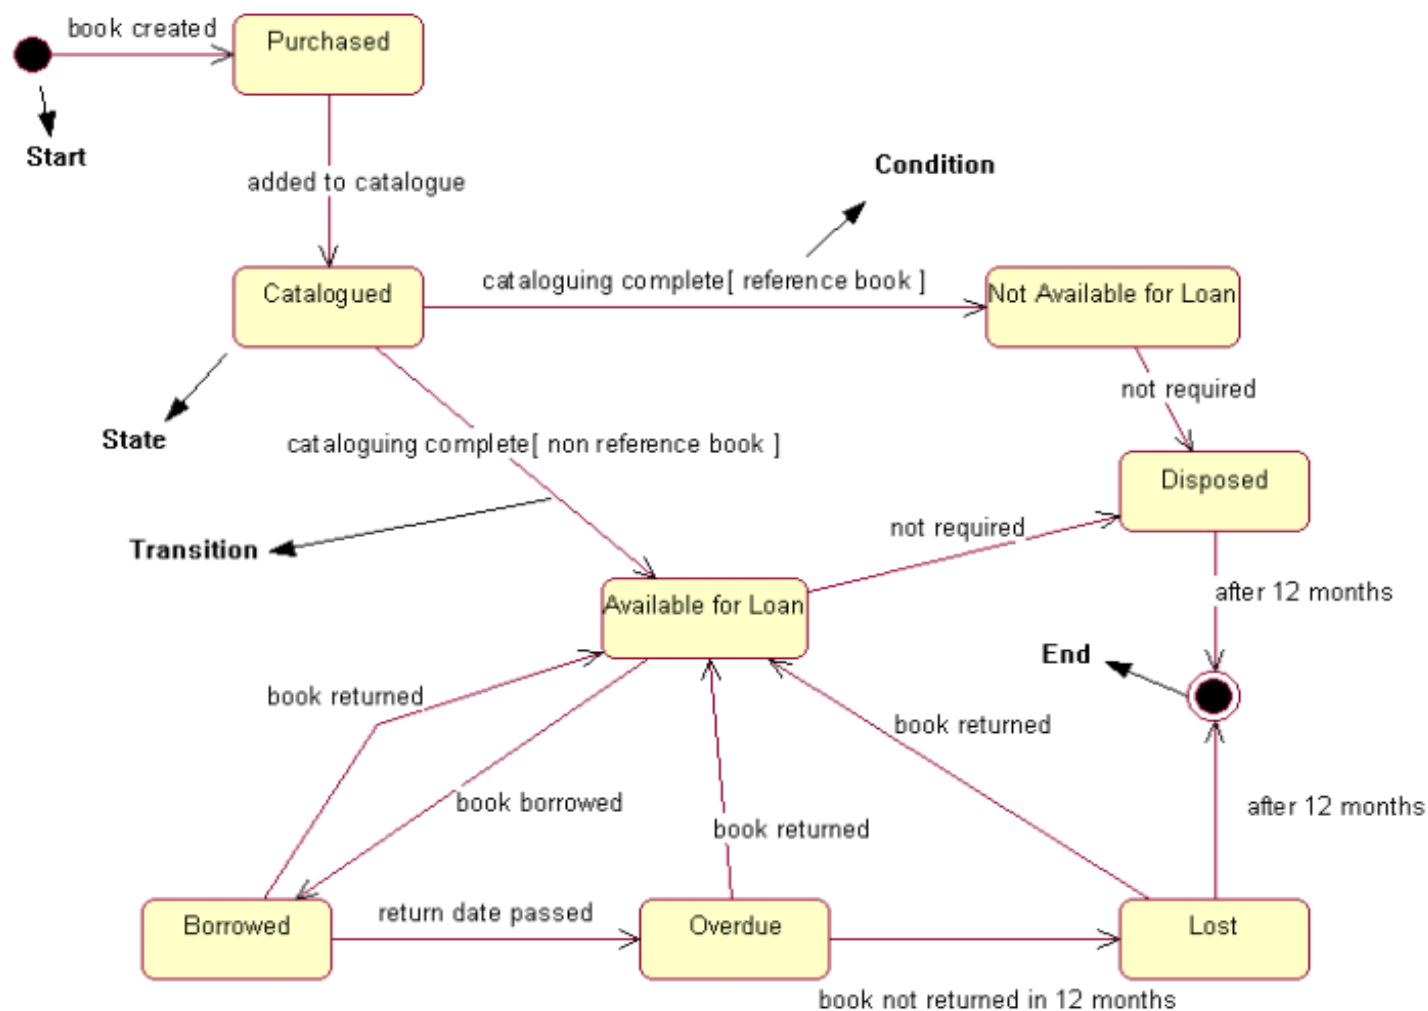 book created
Purchased
Start
added to catalogue
Condition
cataloguing complete[ reference book ]
Catalogued
Not Available for Loan
not required
State
cataloguing complete[ non reference book ]
Disposed
not required
Transition
after 12 months
Available for Loan
End
book returned
book returned
book borrowed
book returned
after 12 months
return date passed
Borrowed
Overdue
Lost
book not returned in 12 months